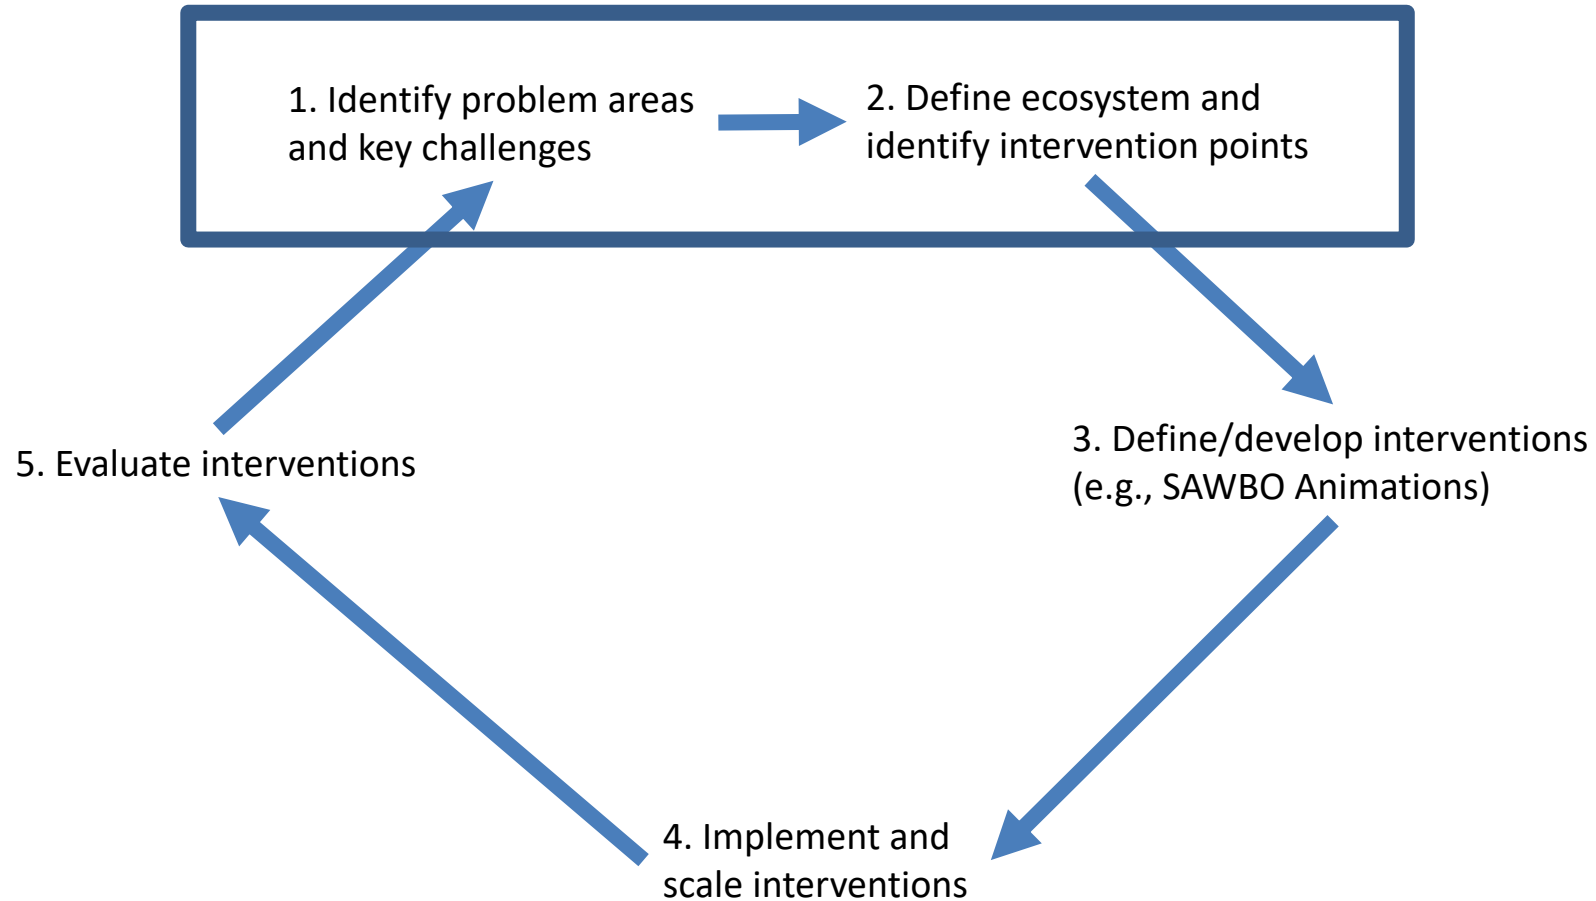 1. Identify problem areas
and key challenges
2. Define ecosystem and
identify intervention points
3. Define/develop interventions
(e.g., SAWBO Animations)
4. Implement and
scale interventions
5. Evaluate interventions